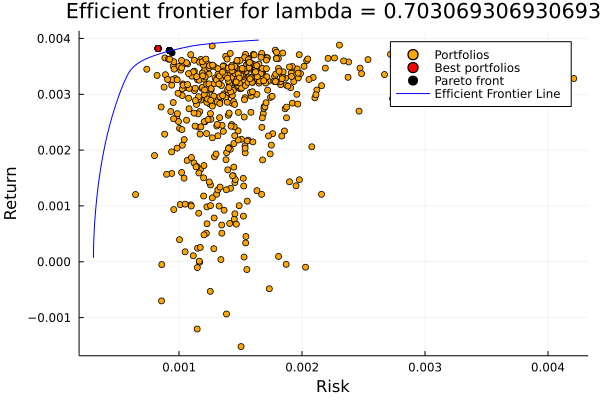 Efficient frontier for lambda = 0.703069306930693
0.004
0.003
0.002
0.001
0.000
−0.001
Return
Portfolios
Best portfolios
Pareto front
Efficient Frontier Line
0.001 0.002 0.003 0.004
Risk